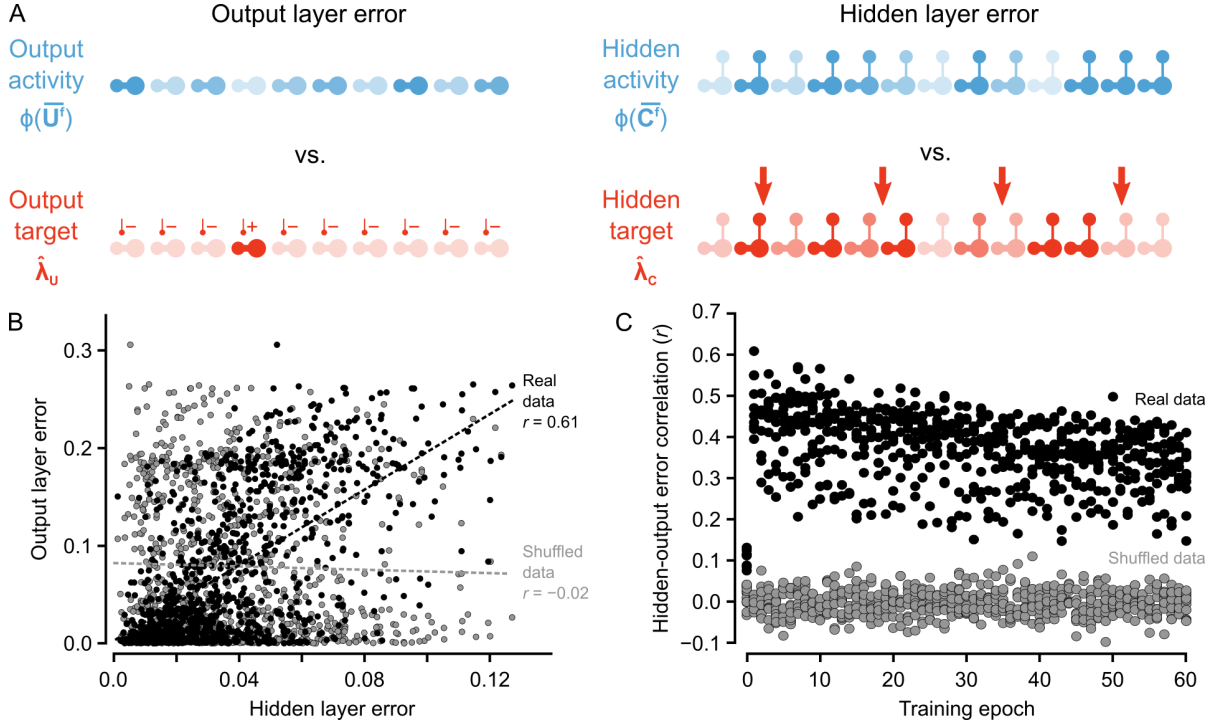 A
Output layer error
Hidden layer error
Output
activity
ϕ(U̅ᶠ)
Hidden
activity
ϕ(C̅ᶠ)
vs.
vs.
Output
target
λ̂ᵤ
− − − + − − − − − −
Hidden
target
λ̂c
B
Output layer error
0.3
0.2
0.1
0.0
0.0 0.04 0.08 0.12
Hidden layer error
Real
data
r = 0.61
Shuffled
data
r = −0.02
C
Hidden-output error correlation (r)
0.7
0.6
0.5
0.4
0.3
0.2
0.1
0.0
−0.1
0 10 20 30 40 50 60
Training epoch
Real data
Shuffled data